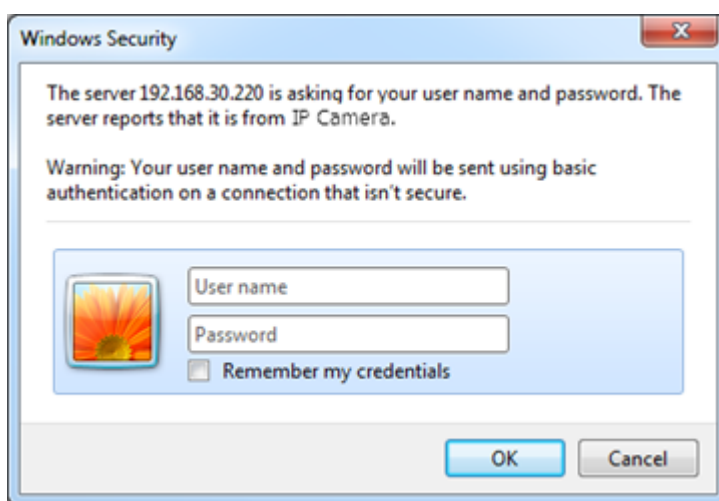 Windows Security
The server 192.168.30.220 is asking for your user name and password. The
server reports that it is from IP Camera.
Warning: Your user name and password will be sent using basic
authentication on a connection that isn't secure.
User name
Password
Remember my credentials
OK
Cancel